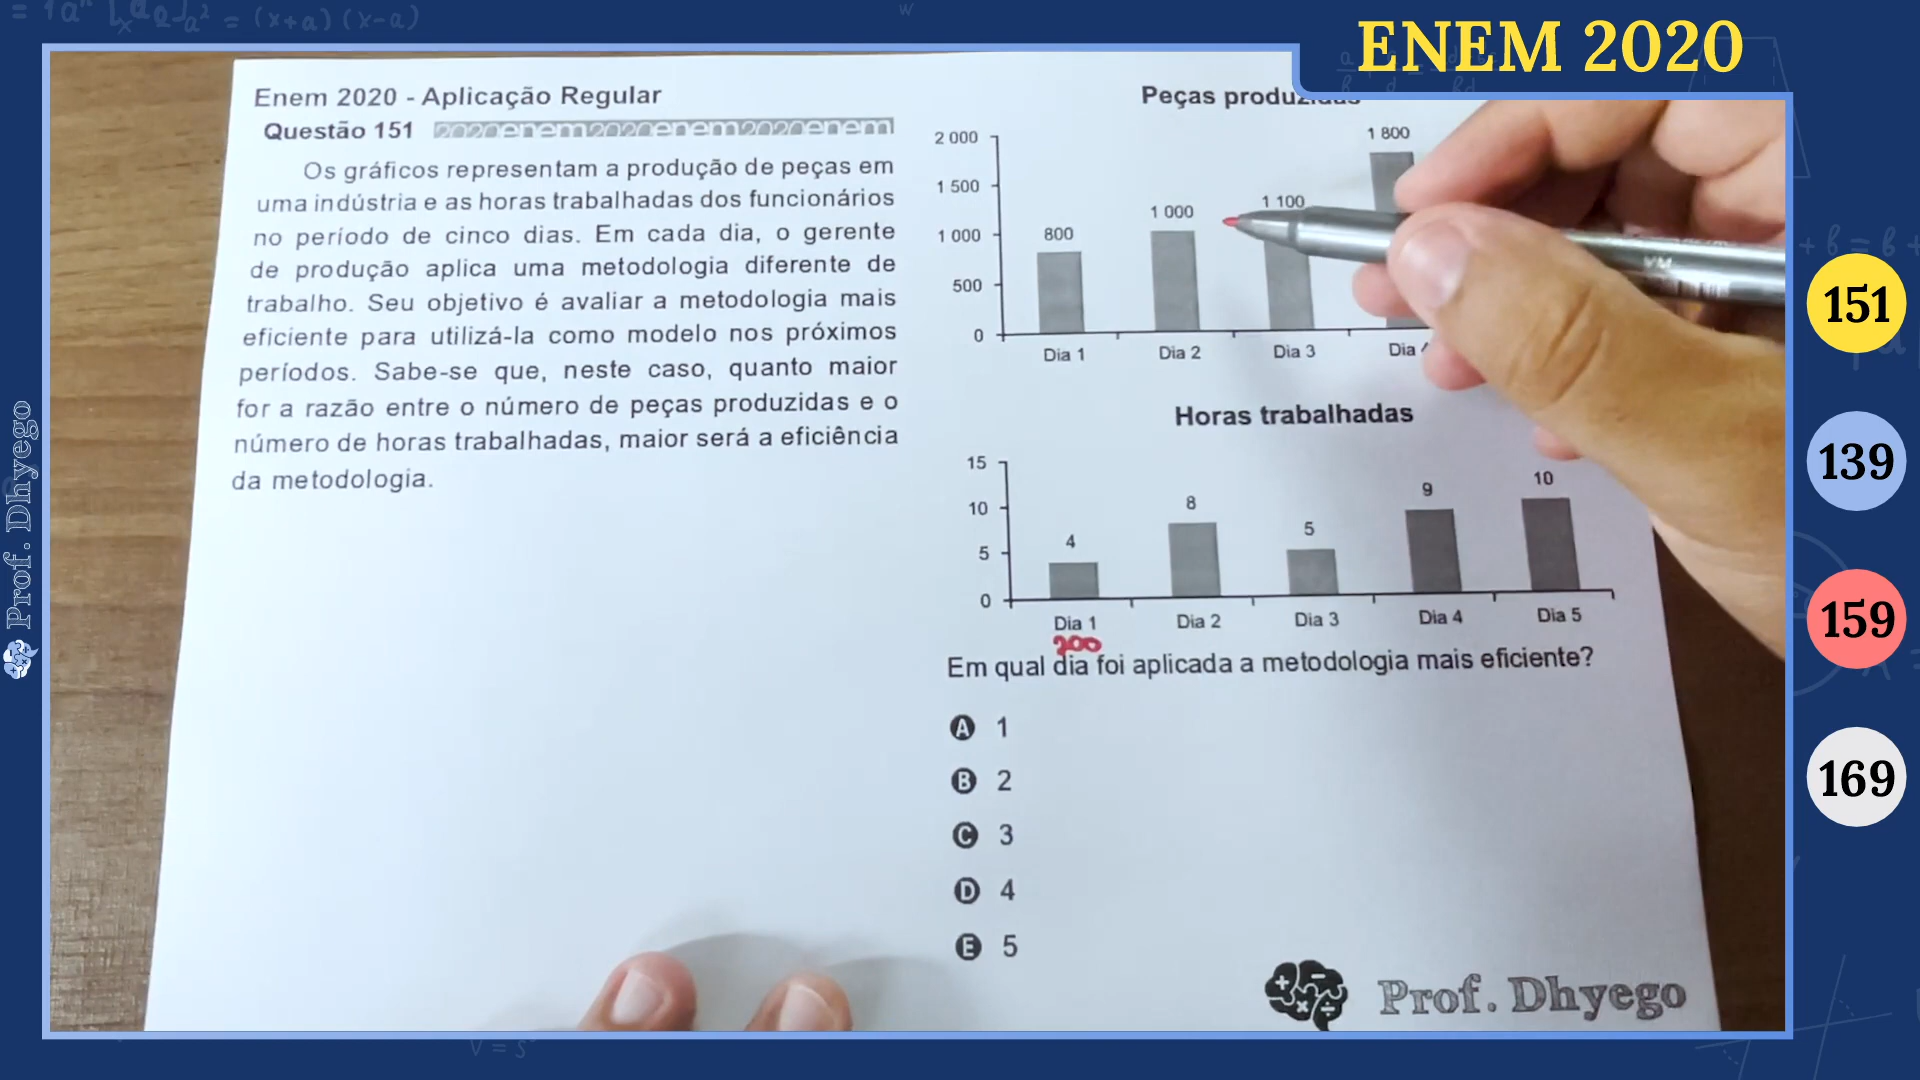 ENEM 2020
Enem 2020 - Aplicação Regular
Questão 151 2020enem2020enem2020enem
Os gráficos representam a produção de peças em
uma indústria e as horas trabalhadas dos funcionários
no período de cinco dias. Em cada dia, o gerente
de produção aplica uma metodologia diferente de
trabalho. Seu objetivo é avaliar a metodologia mais
eficiente para utilizá-la como modelo nos próximos
períodos. Sabe-se que, neste caso, quanto maior
for a razão entre o número de peças produzidas e o
número de horas trabalhadas, maior será a eficiência
da metodologia.
Peças produzidas
2 000
1 500
1 000
500
0
800
1 000
1 100
1 800
Dia 1 Dia 2 Dia 3 Dia
Horas trabalhadas
15
10
5
0
4
8
5
9
10
Dia 1 Dia 2 Dia 3 Dia 4 Dia 5
200
Em qual dia foi aplicada a metodologia mais eficiente?
A 1
B 2
C 3
D 4
E 5
Prof. Dhyego
Prof. Dhyego
151
139
159
169
= (x+a) (x-a)